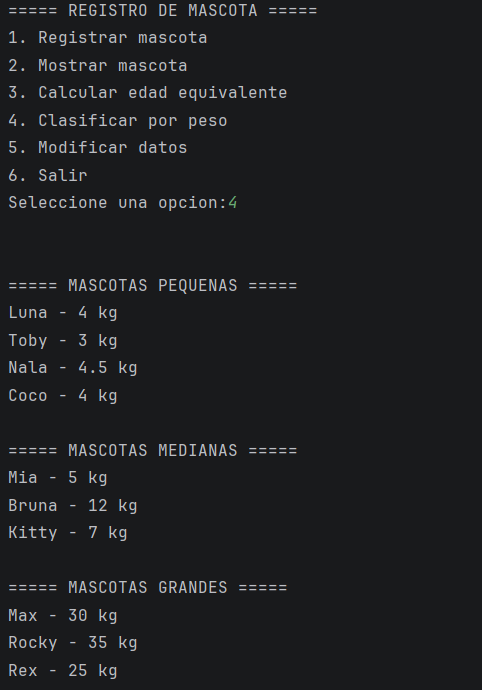 ===== REGISTRO DE MASCOTA =====
1. Registrar mascota
2. Mostrar mascota
3. Calcular edad equivalente
4. Clasificar por peso
5. Modificar datos
6. Salir
Seleccione una opcion:4
===== MASCOTAS PEQUENAS =====
Luna - 4 kg
Toby - 3 kg
Nala - 4.5 kg
Coco - 4 kg
===== MASCOTAS MEDIANAS =====
Mia - 5 kg
Bruna - 12 kg
Kitty - 7 kg
===== MASCOTAS GRANDES =====
Max - 30 kg
Rocky - 35 kg
Rex - 25 kg